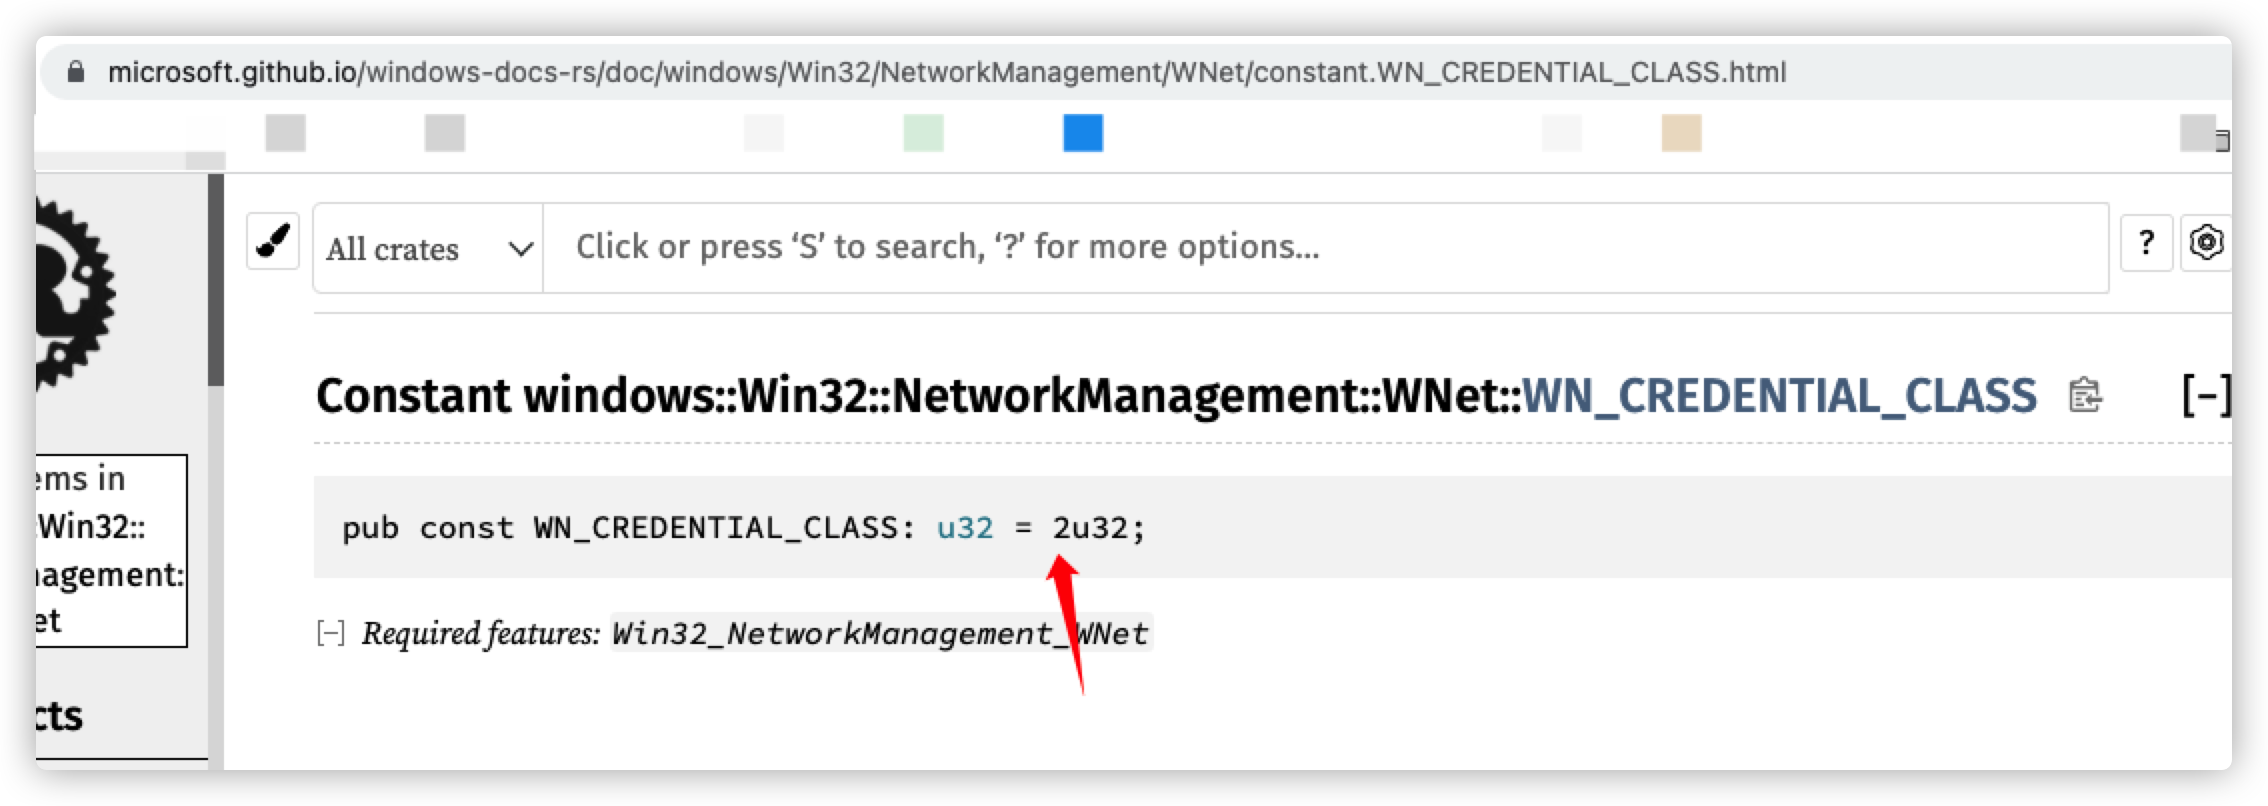 microsoft.github.io/windows-docs-rs/doc/windows/Win32/NetworkManagement/WNet/constant.WN_CREDENTIAL_CLASS.html
All crates
Click or press ‘S’ to search, ‘?’ for more options...
?
Constant windows::Win32::NetworkManagement::WNet::WN_CREDENTIAL_CLASS
[−]
pub const WN_CREDENTIAL_CLASS: u32 = 2u32;
[−] Required features: Win32_NetworkManagement_WNet
ems in
:Win32::
nagement:
et
cts